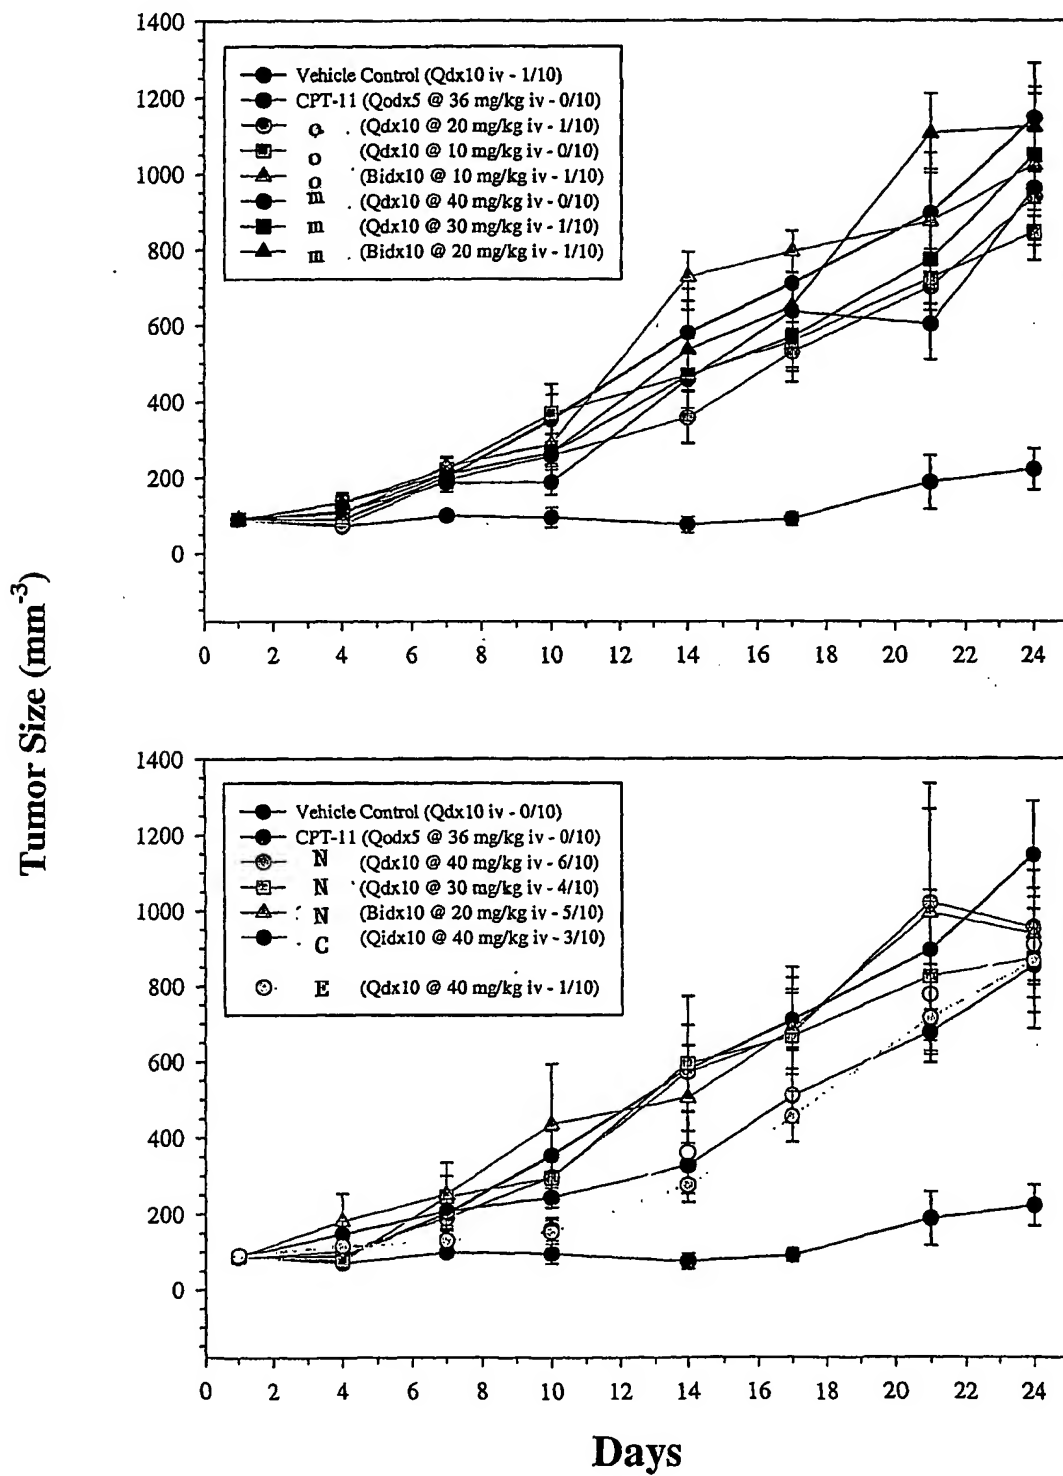 Tumor Size (mm-3)
1400
1200
1000
800
600
400
200
0
Vehicle Control (Qdx10 iv - 1/10)
CPT-11 (Qodx5 @ 36 mg/kg iv - 0/10)
o (Qdx10 @ 20 mg/kg iv - 1/10)
o (Qdx10 @ 10 mg/kg iv - 0/10)
o (Bidx10 @ 10 mg/kg iv - 1/10)
m (Qdx10 @ 40 mg/kg iv - 0/10)
m (Qdx10 @ 30 mg/kg iv - 1/10)
m (Bidx10 @ 20 mg/kg iv - 1/10)
0 2 4 6 8 10 12 14 16 18 20 22 24
1400
1200
1000
800
600
400
200
0
Vehicle Control (Qdx10 iv - 0/10)
CPT-11 (Qodx5 @ 36 mg/kg iv - 0/10)
N (Qdx10 @ 40 mg/kg iv - 6/10)
N (Qdx10 @ 30 mg/kg iv - 4/10)
N (Bidx10 @ 20 mg/kg iv - 5/10)
C (Qidx10 @ 40 mg/kg iv - 3/10)
E (Qdx10 @ 40 mg/kg iv - 1/10)
0 2 4 6 8 10 12 14 16 18 20 22 24
Days